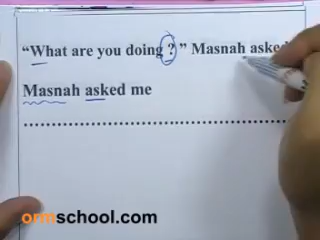 “What are you doing ? ” Masnah asked
Masnah asked me
................................................................
ormschool.com